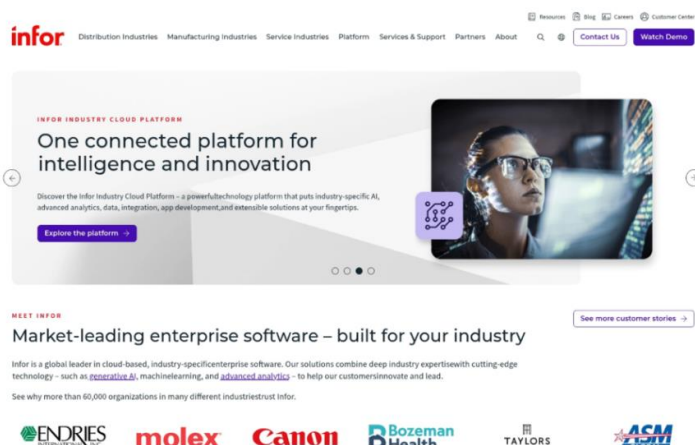 Resources Blog Careers Customer Center
infor
Distribution Industries Manufacturing Industries Service Industries Platform Services & Support Partners About Contact Us Watch Demo
INFOR INDUSTRY CLOUD PLATFORM
One connected platform for
intelligence and innovation
Discover the Infor Industry Cloud Platform – a powerfultechnology platform that puts industry-specific AI,
advanced analytics, data, integration, app development,and extensible solutions at your fingertips.
Explore the platform →
MEET INFOR
See more customer stories →
Market-leading enterprise software – built for your industry
Infor is a global leader in cloud-based, industry-specificenterprise software. Our solutions combine deep industry expertisewith cutting-edge
technology – such as generative AI, machinelearning, and advanced analytics – to help our customersinnovate and lead.
See why more than 60,000 organizations in many different industriestrust Infor.
ENDRIES molex Canon Bozeman ASM
Health TAYLORS